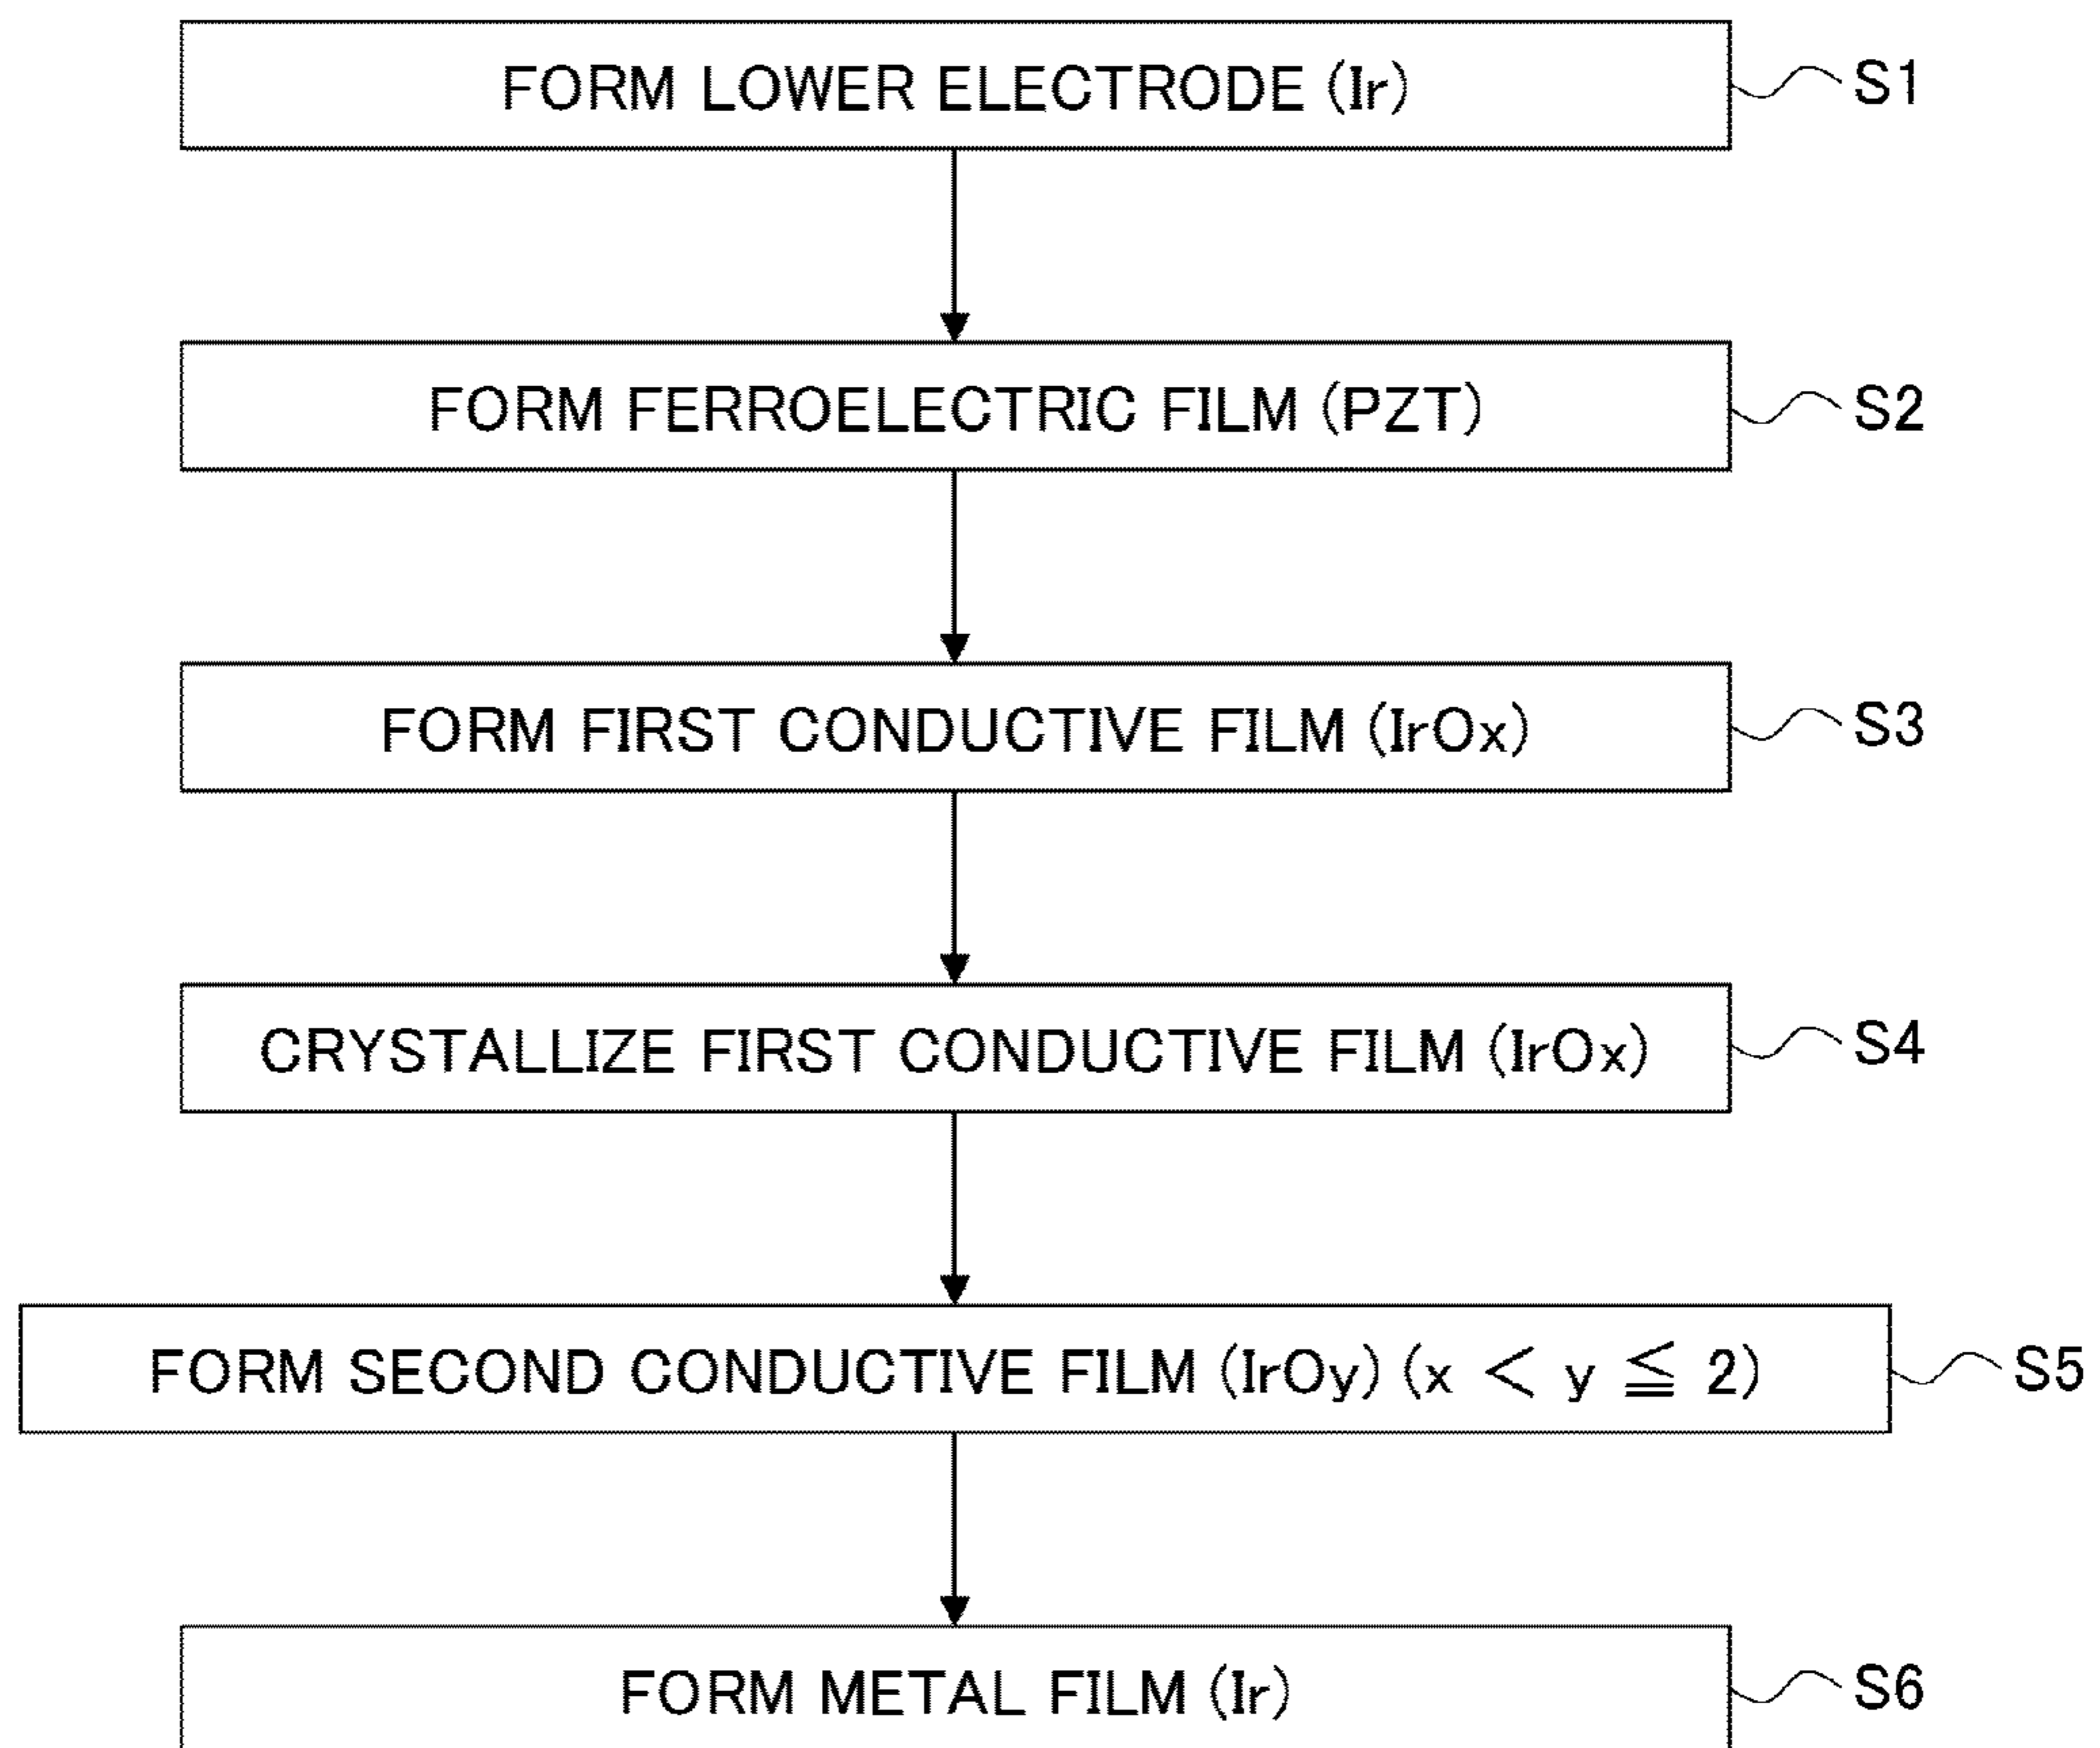 FORM LOWER ELECTRODE (Ir) S1
FORM FERROELECTRIC FILM (PZT) S2
FORM FIRST CONDUCTIVE FILM (IrOx) S3
CRYSTALLIZE FIRST CONDUCTIVE FILM (IrOx) S4
FORM SECOND CONDUCTIVE FILM (IrOy) (x < y ≦ 2) S5
FORM METAL FILM (Ir) S6